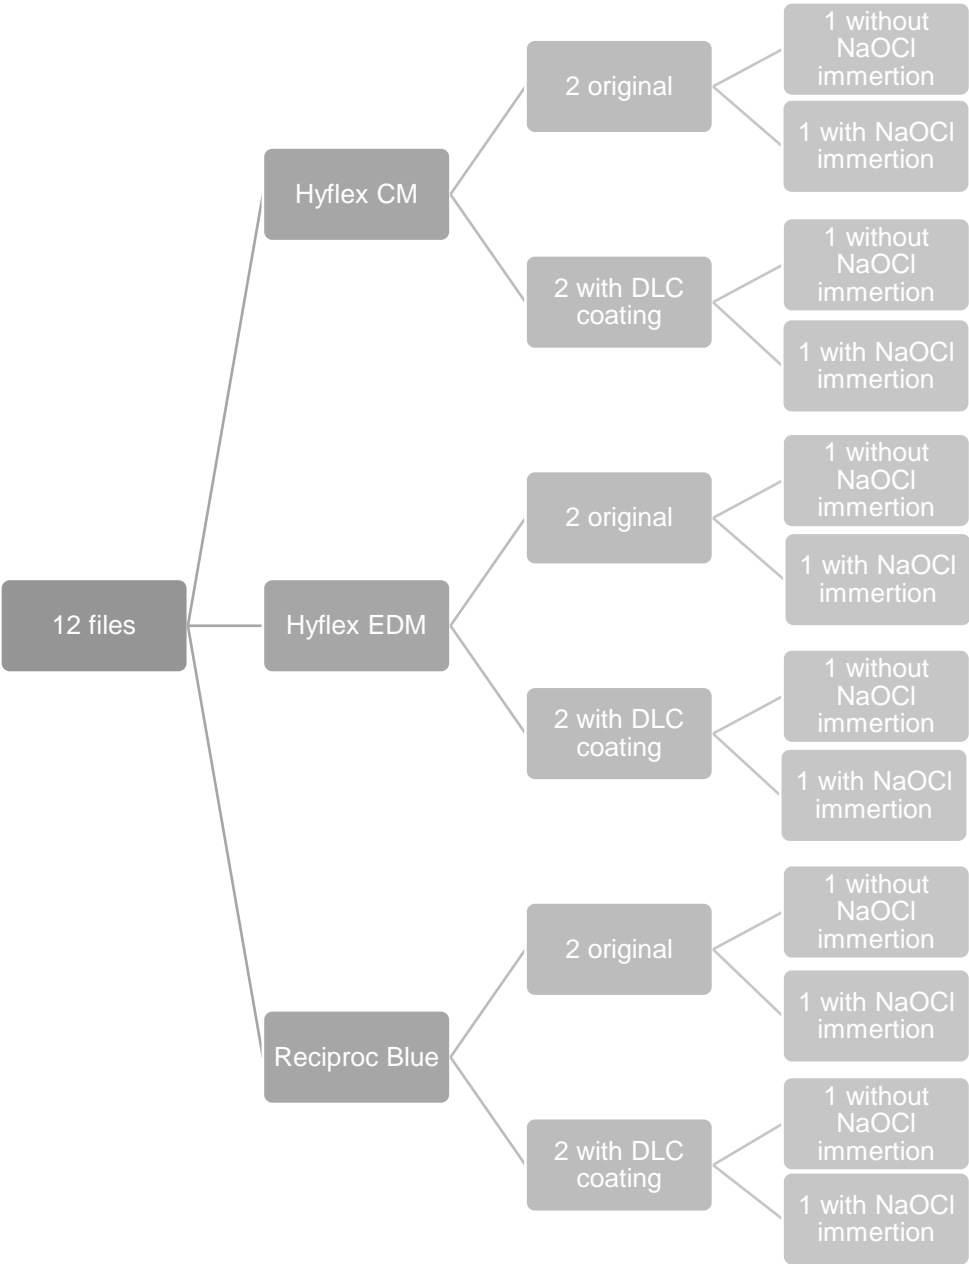 12 files
Hyflex CM
2 original
1 without
NaOCl
immertion
1 with NaOCl
immertion
2 with DLC
coating
1 without
NaOCl
immertion
1 with NaOCl
immertion
Hyflex EDM
2 original
1 without
NaOCl
immertion
1 with NaOCl
immertion
2 with DLC
coating
1 without
NaOCl
immertion
1 with NaOCl
immertion
Reciproc Blue
2 original
1 without
NaOCl
immertion
1 with NaOCl
immertion
2 with DLC
coating
1 without
NaOCl
immertion
1 with NaOCl
immertion